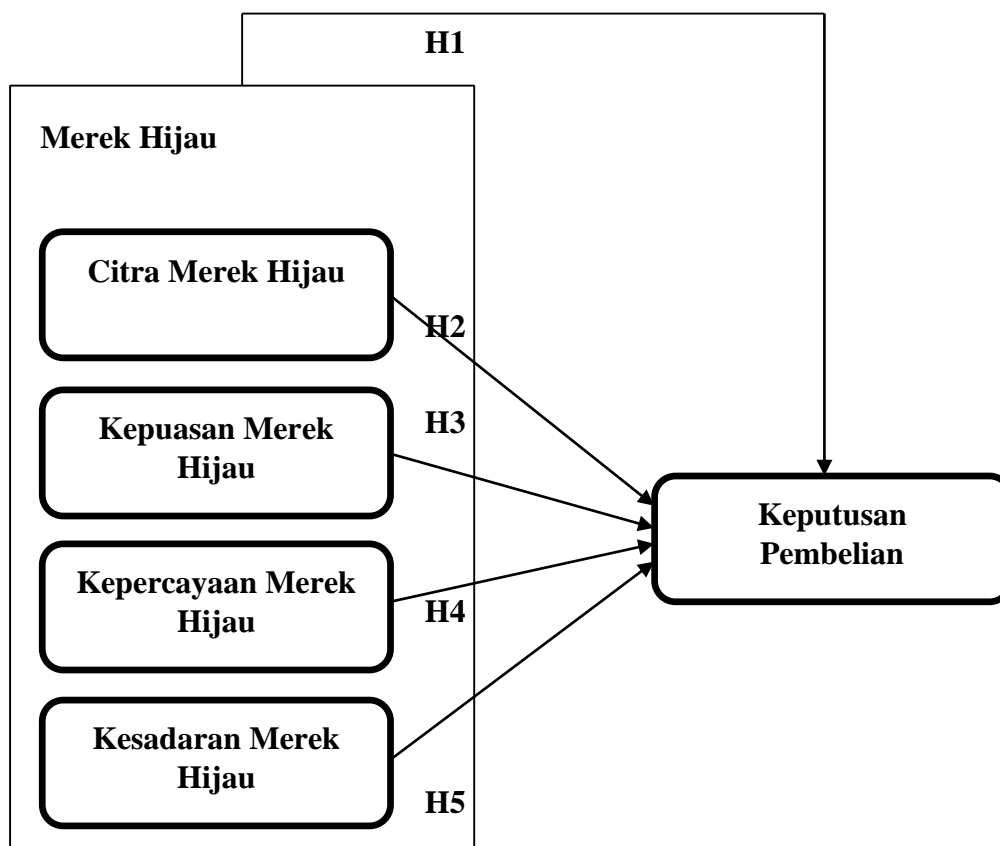 H1
Merek Hijau
Citra Merek Hijau
H2
Kepuasan Merek
Hijau
H3
Keputusan
Pembelian
Kepercayaan Merek
Hijau
H4
Kesadaran Merek
Hijau
H5